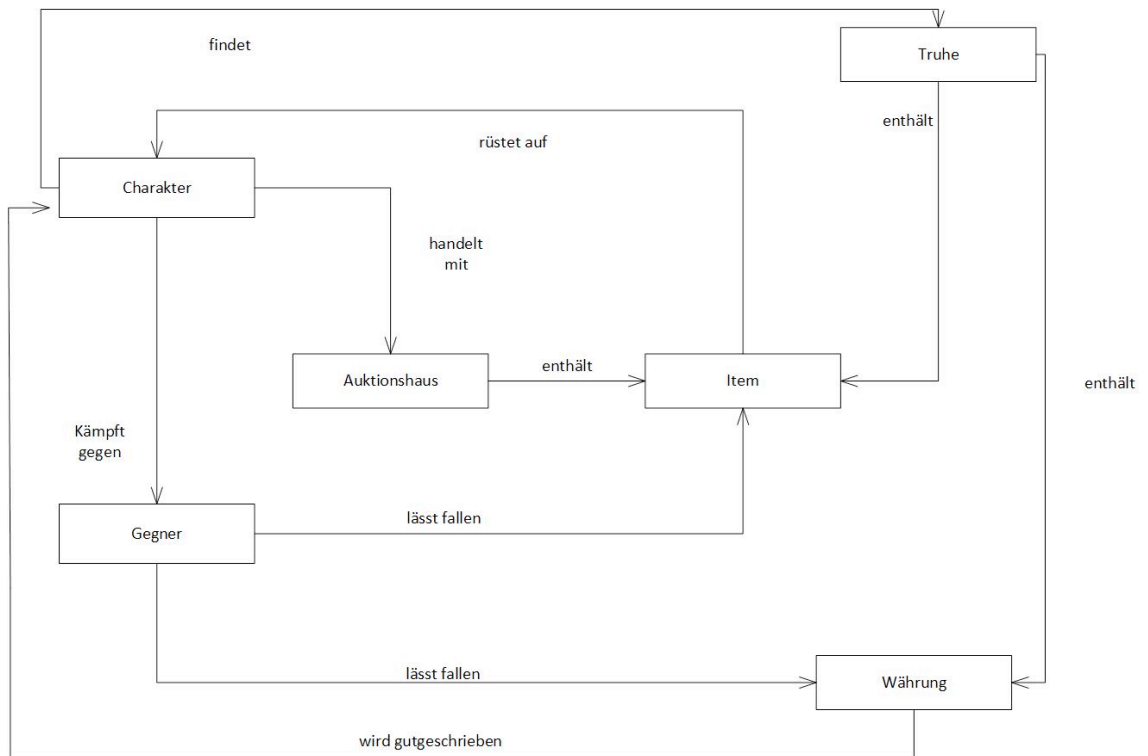 findet
Truhe
enthält
rüstet auf
Charakter
handelt
mit
Auktionshaus
enthält
Item
enthält
Kämpft
gegen
Gegner
lässt fallen
lässt fallen
Währung
wird gutgeschrieben